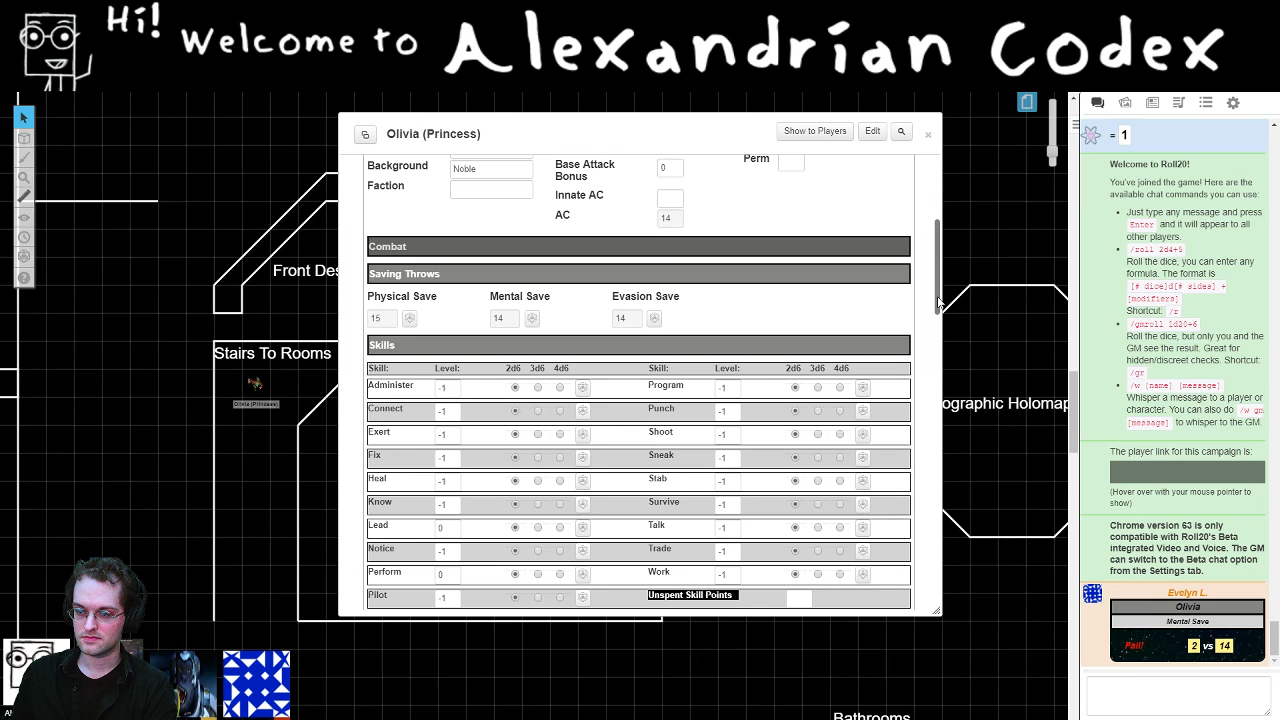 Hi! Welcome to Alexandrian Codex
Olivia (Princess)
Show to Players
Edit
Background
Noble
Faction
Base Attack Bonus
0
Innate AC
AC
14
Perm
Combat
Saving Throws
Physical Save
Mental Save
Evasion Save
15
14
14
Skills
Skill: Level: 2d6 3d6 4d6 Skill: Level: 2d6 3d6 4d6
Administer -1 Program -1
Connect -1 Punch -1
Exert -1 Shoot -1
Fix -1 Sneak -1
Heal -1 Stab -1
Know -1 Survive -1
Lead 0 Talk -1
Notice -1 Trade -1
Perform 0 Work -1
Pilot -1 Unspent Skill Points
Front Des
Stairs To Rooms
Olivia (Princess)
ographic Holomap
Bathrooms
A/
= 1
Welcome to Roll20!
You've joined the game! Here are the
available chat commands you can use:
Just type any message and press
Enter and it will appear to all
other players.
/roll 2d4+5
Roll the dice, you can enter any
formula. The format is
[# dice]d[# sides] +
[modifiers]
Shortcut: /r
/gmroll 1d20+6
Roll the dice, but only you and the
GM see the result. Great for
hidden/discreet checks. Shortcut:
/gr
/w [name] [message]
Whisper a message to a player or
character. You can also do /w gm
[message] to whisper to the GM.
The player link for this campaign is:
(Hover over with your mouse pointer to
show)
Chrome version 63 is only
compatible with Roll20's Beta
integrated Video and Voice. The GM
can switch to the Beta chat option
from the Settings tab.
Evclyn L.
Olivia
Mental Save
Fail! 2 vs 14